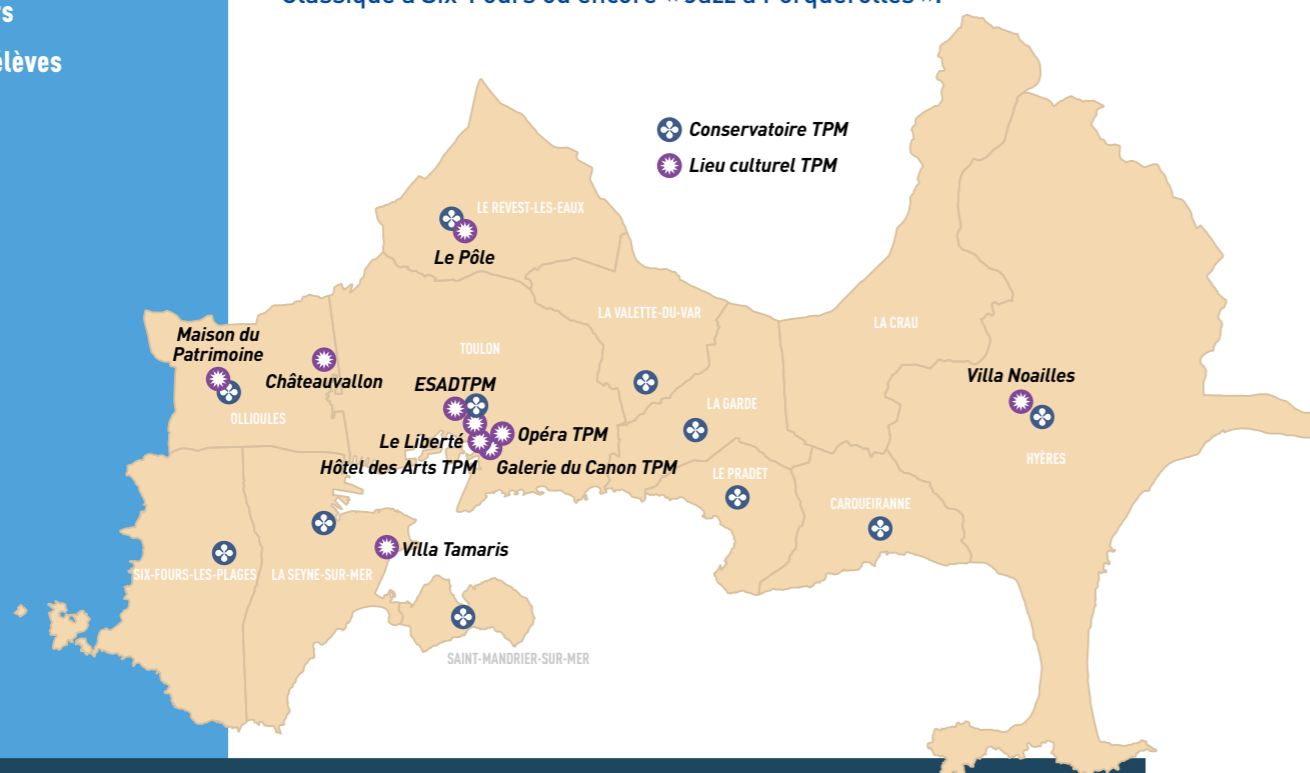 élèves
Conservatoire TPM
Lieu culturel TPM
LE REVEST-LES-EAUX
Le Pôle
LA VALETTE-DU-VAR
LA CRAU
Maison du
Patrimoine
TOULON
Châteauvallon
ESADTPM
Villa Noailles
OLLIOULES
LA GARDE
Le Liberté
Opéra TPM
Hôtel des Arts TPM
Galerie du Canon TPM
HYÈRES
LE PRADET
CARQUEIRANNE
Villa Tamaris
SIX-FOURS-LES-PLAGES
LA SEYNE-SUR-MER
SAINT-MANDRIER-SUR-MER